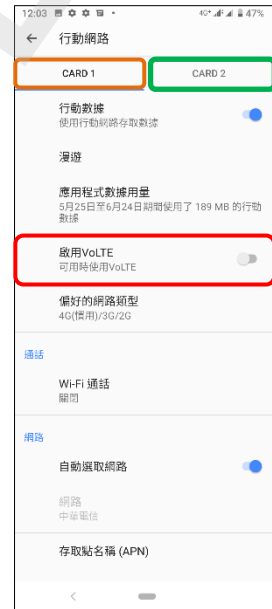 12:03 4G+ 47%
行動網路
CARD 1 CARD 2
行動數據
使用行動網路存取數據
漫遊
應用程式數據用量
5月25日至6月24日期間使用了 189 MB 的行動
數據
啟用VoLTE
可用時使用VoLTE
偏好的網路類型
4G(慣用)/3G/2G
通話
Wi-Fi 通話
關閉
網路
自動選取網路
網路
中華電信
存取點名稱 (APN)